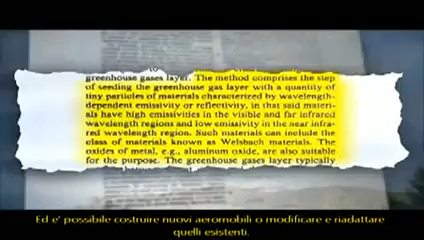 greenhouse gases layer. The method comprises the step
of seeding the greenhouse gas layer with a quantity of
tiny particles of materials characterized by wavelength-
dependent emissivity or reflectivity, in that said materi-
als have high emissivities in the visible and far infrared
wavelength regions and low emissivity in the near infra-
red wavelength region. Such materials can include the
class of materials known as Welsbach materials. The
oxides of metal, e.g., aluminum oxide, are also suitable
for the purpose. The greenhouse gases layer typically
Ed e' possibile costruire nuovi aeromobili o modificare e riadattare
quelli esistenti.